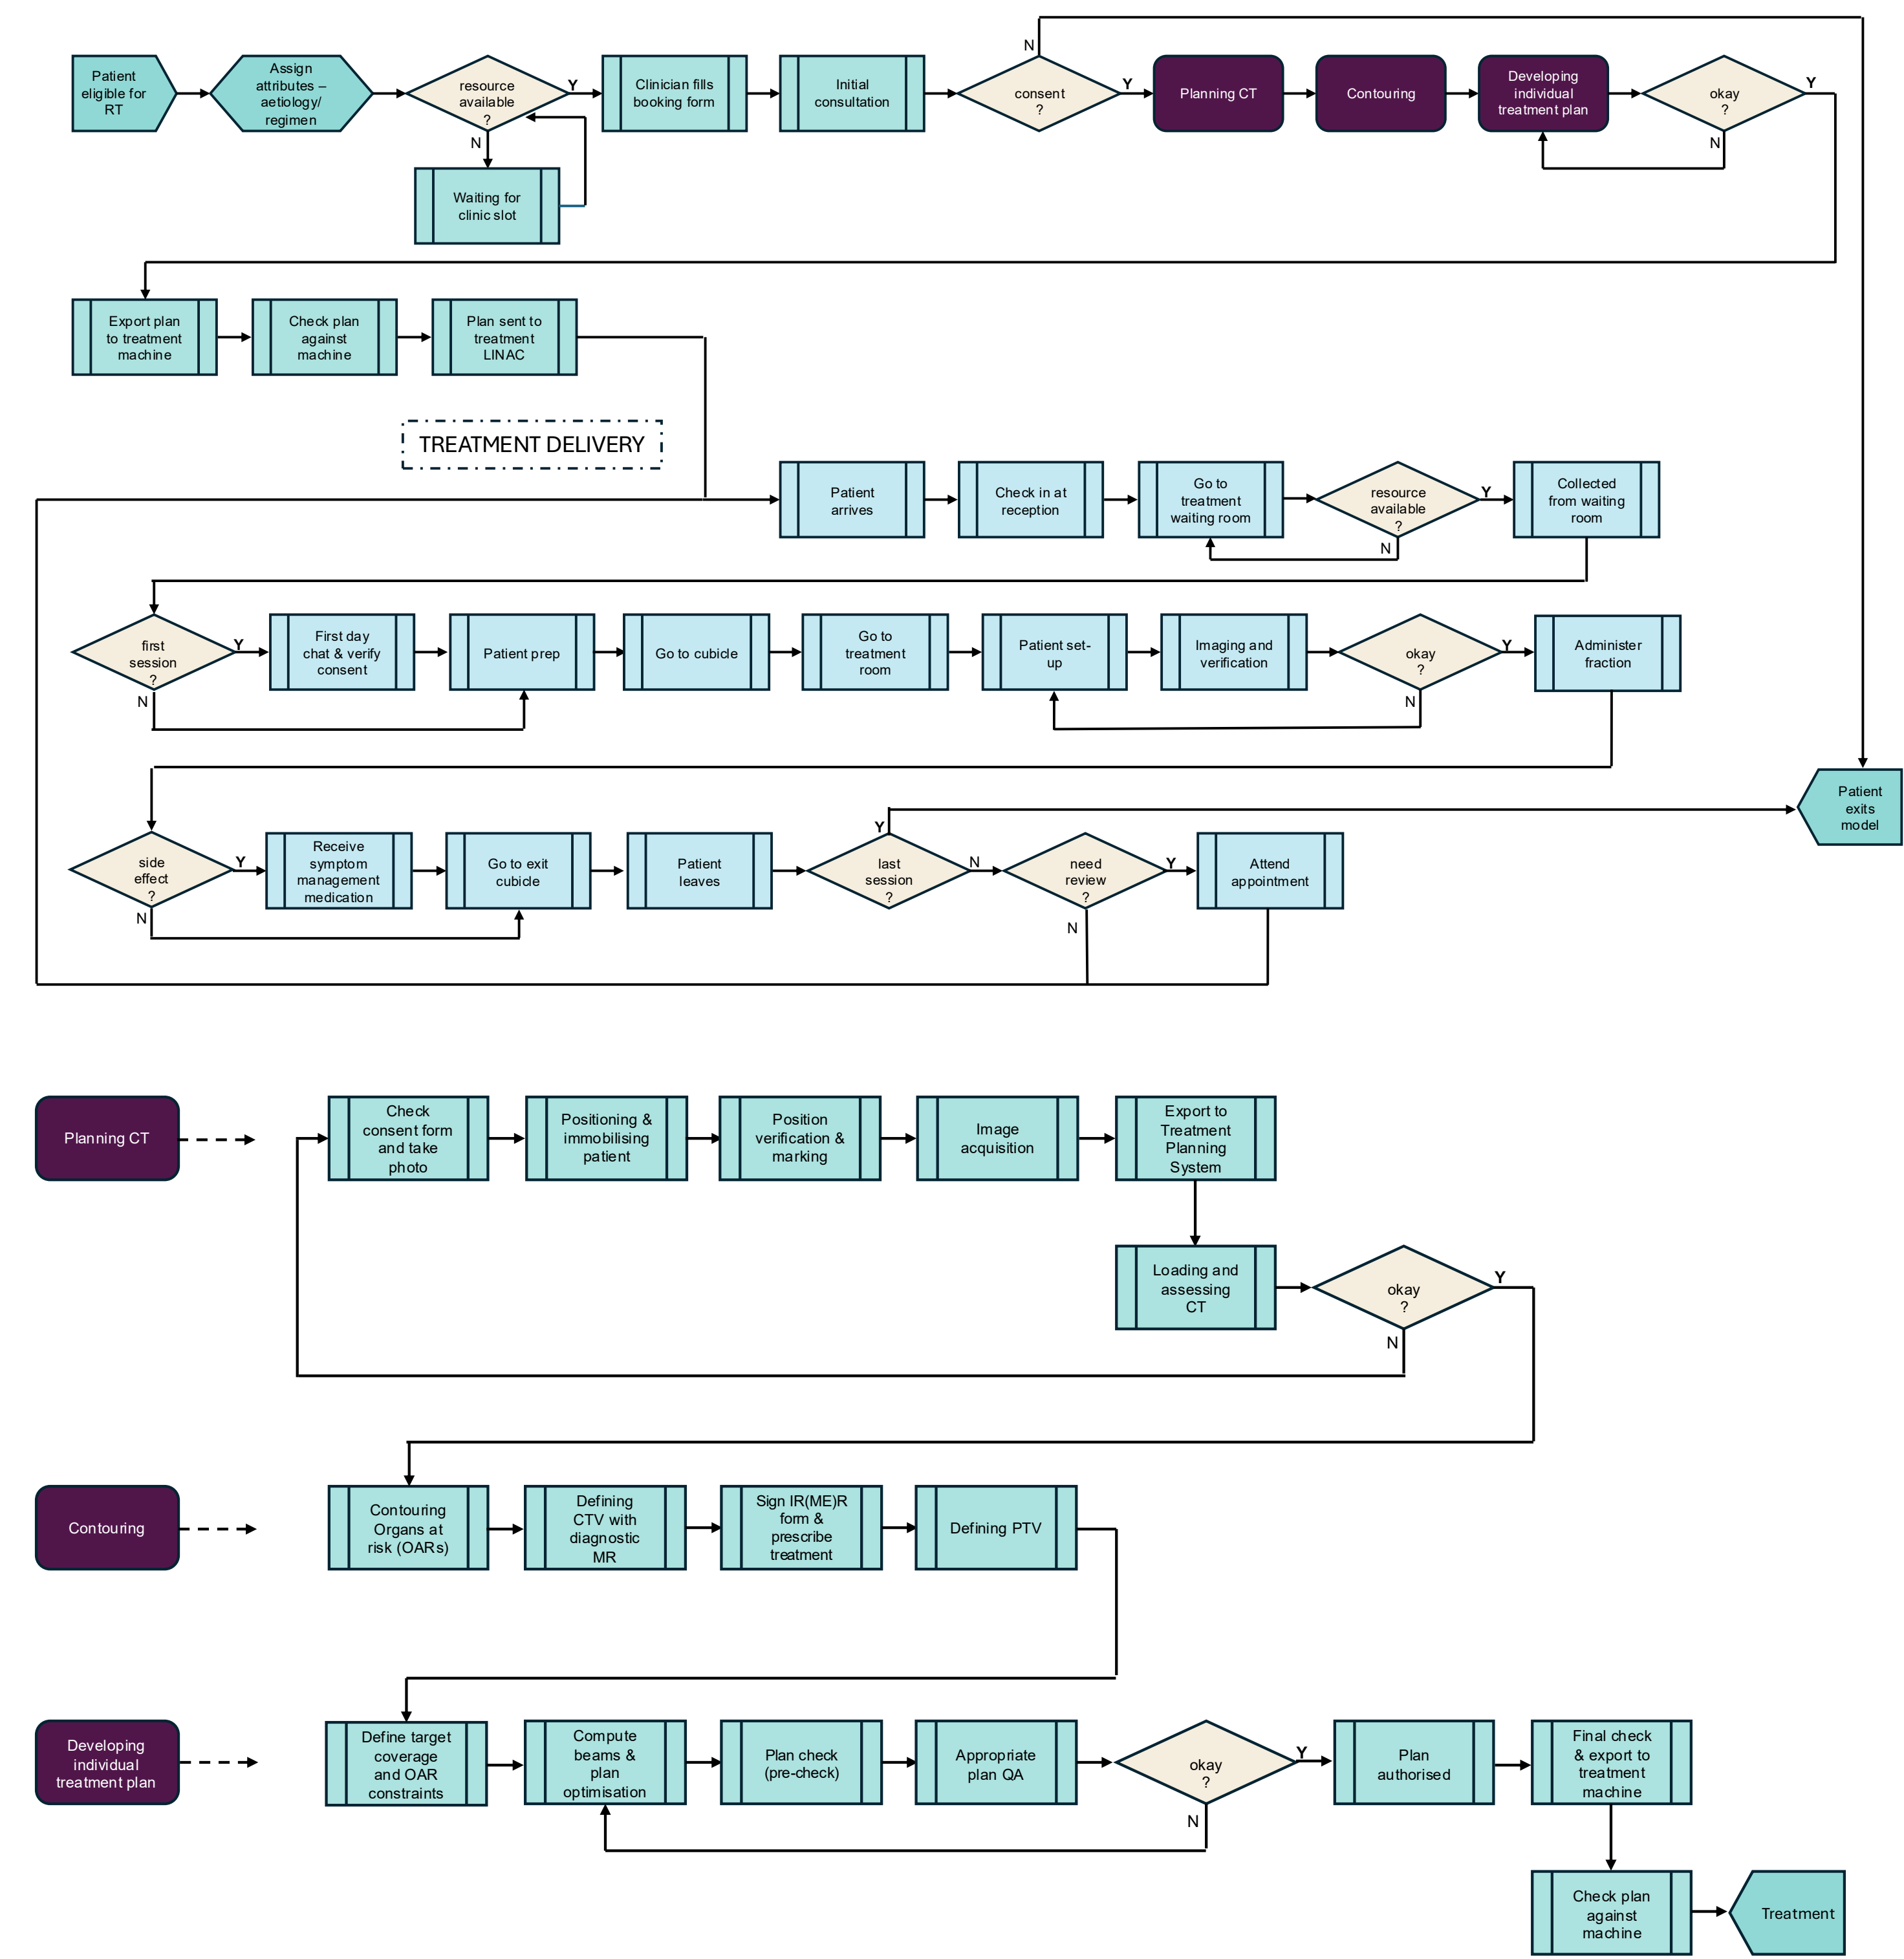 Patient
eligible for
RT
Assign
attributes –
aetiology/
regimen
resource
available
?
Y
N
Waiting for
clinic slot
Clinician fills
booking form
Initial
consultation
N
consent
?
Y
Planning CT
Contouring
Developing
individual
treatment plan
okay
?
Y
N
Export plan
to treatment
machine
Check plan
against
machine
Plan sent to
treatment
LINAC
TREATMENT DELIVERY
Patient
arrives
Check in at
reception
Go to
treatment
waiting room
resource
available
?
Y
N
Collected
from waiting
room
first
session
?
Y
N
First day
chat & verify
consent
Patient prep
Go to cubicle
Go to
treatment
room
Patient set-
up
Imaging and
verification
okay
?
Y
N
Administer
fraction
Patient
exits
model
side
effect
?
Y
N
Receive
symptom
management
medication
Go to exit
cubicle
Patient
leaves
Y
last
session
?
N
need
review
?
Y
N
Attend
appointment
Planning CT
Check
consent form
and take
photo
Positioning &
immobilising
patient
Position
verification &
marking
Image
acquisition
Export to
Treatment
Planning
System
Loading and
assessing
CT
okay
?
Y
N
Contouring
Contouring
Organs at
risk (OARs)
Defining
CTV with
diagnostic
MR
Sign IR(ME)R
form &
prescribe
treatment
Defining PTV
Developing
individual
treatment plan
Define target
coverage
and OAR
constraints
Compute
beams &
plan
optimisation
Plan check
(pre-check)
Appropriate
plan QA
okay
?
Y
N
Plan
authorised
Final check
& export to
treatment
machine
Check plan
against
machine
Treatment